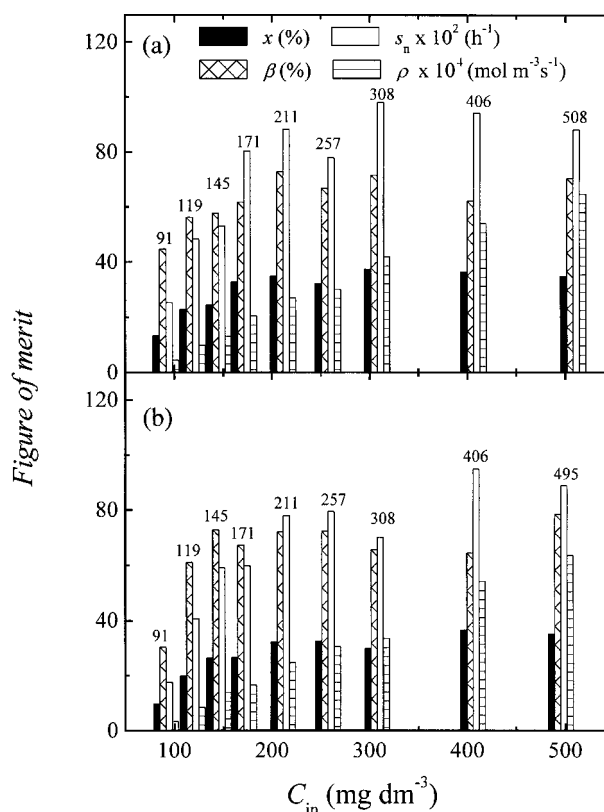 (a)
x (%)
s_n x 10^2 (h^-1)
β (%)
ρ x 10^4 (mol m^-3 s^-1)
120
80
40
0
91
119
145
171
211
257
308
406
508
Figure of merit
(b)
120
80
40
0
91
119
145
171
211
257
308
406
495
100 200 300 400 500
C_in (mg dm^-3)